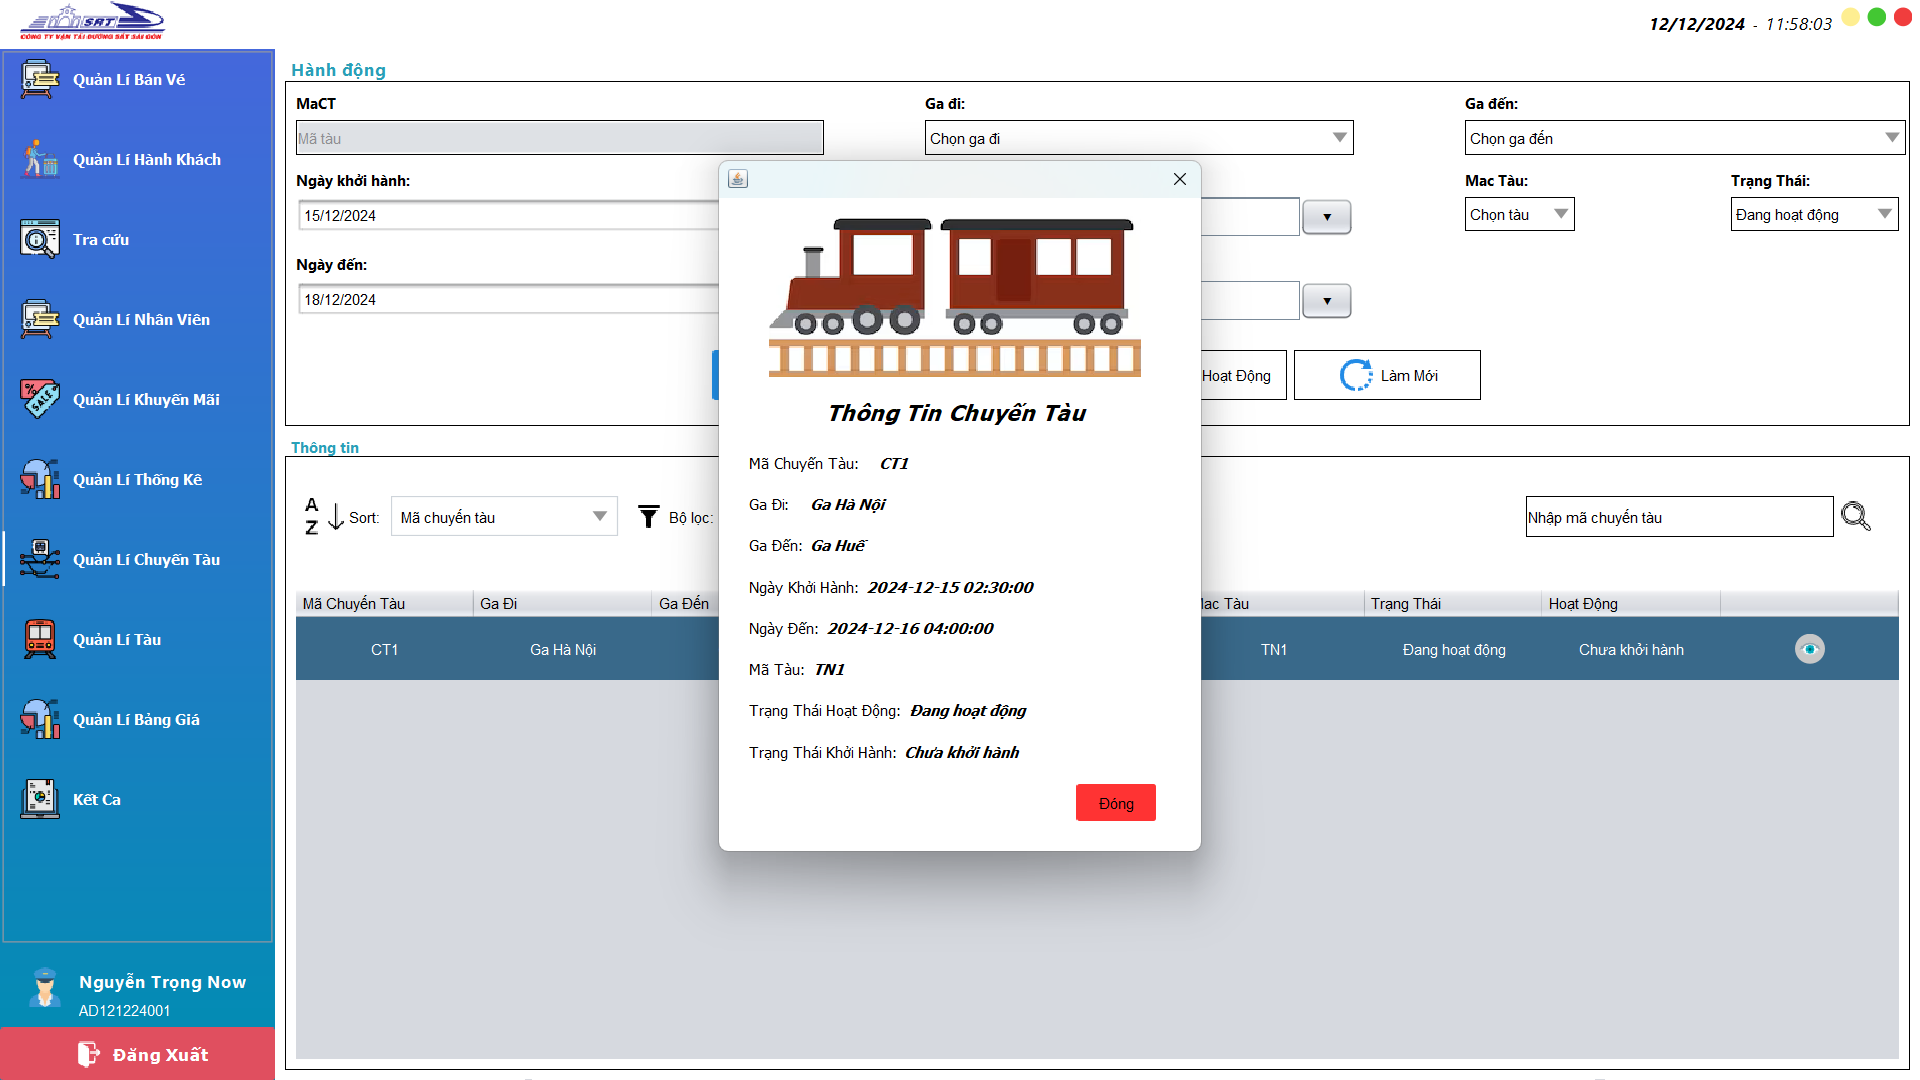 SRT
CÔNG TY VẬN TẢI ĐƯỜNG SẮT SÀI GÒN
12/12/2024 - 11:58:03
Quản Lí Bán Vé
Quản Lí Hành Khách
Tra cứu
Quản Lí Nhân Viên
Quản Lí Khuyến Mãi
Quản Lí Thống Kê
Quản Lí Chuyến Tàu
Quản Lí Tàu
Quản Lí Bảng Giá
Kết Ca
Nguyễn Trọng Now
AD121224001
Đăng Xuất
Hành động
MaCT
Mã tàu
Ga đi:
Chọn ga đi
Ga đến:
Chọn ga đến
Ngày khởi hành:
15/12/2024
Mac Tàu:
Chọn tàu
Trạng Thái:
Đang hoạt động
Ngày đến:
18/12/2024
Hoạt Động
Làm Mới
Thông tin
A
Z
Sort:
Mã chuyến tàu
Bộ lọc:
Nhập mã chuyến tàu
Mã Chuyến Tàu Ga Đi Ga Đến Mac Tàu Trạng Thái Hoạt Động
CT1 Ga Hà Nội TN1 Đang hoạt động Chưa khởi hành
Thông Tin Chuyến Tàu
Mã Chuyến Tàu: CT1
Ga Đi: Ga Hà Nội
Ga Đến: Ga Huế
Ngày Khởi Hành: 2024-12-15 02:30:00
Ngày Đến: 2024-12-16 04:00:00
Mã Tàu: TN1
Trạng Thái Hoạt Động: Đang hoạt động
Trạng Thái Khởi Hành: Chưa khởi hành
Đóng